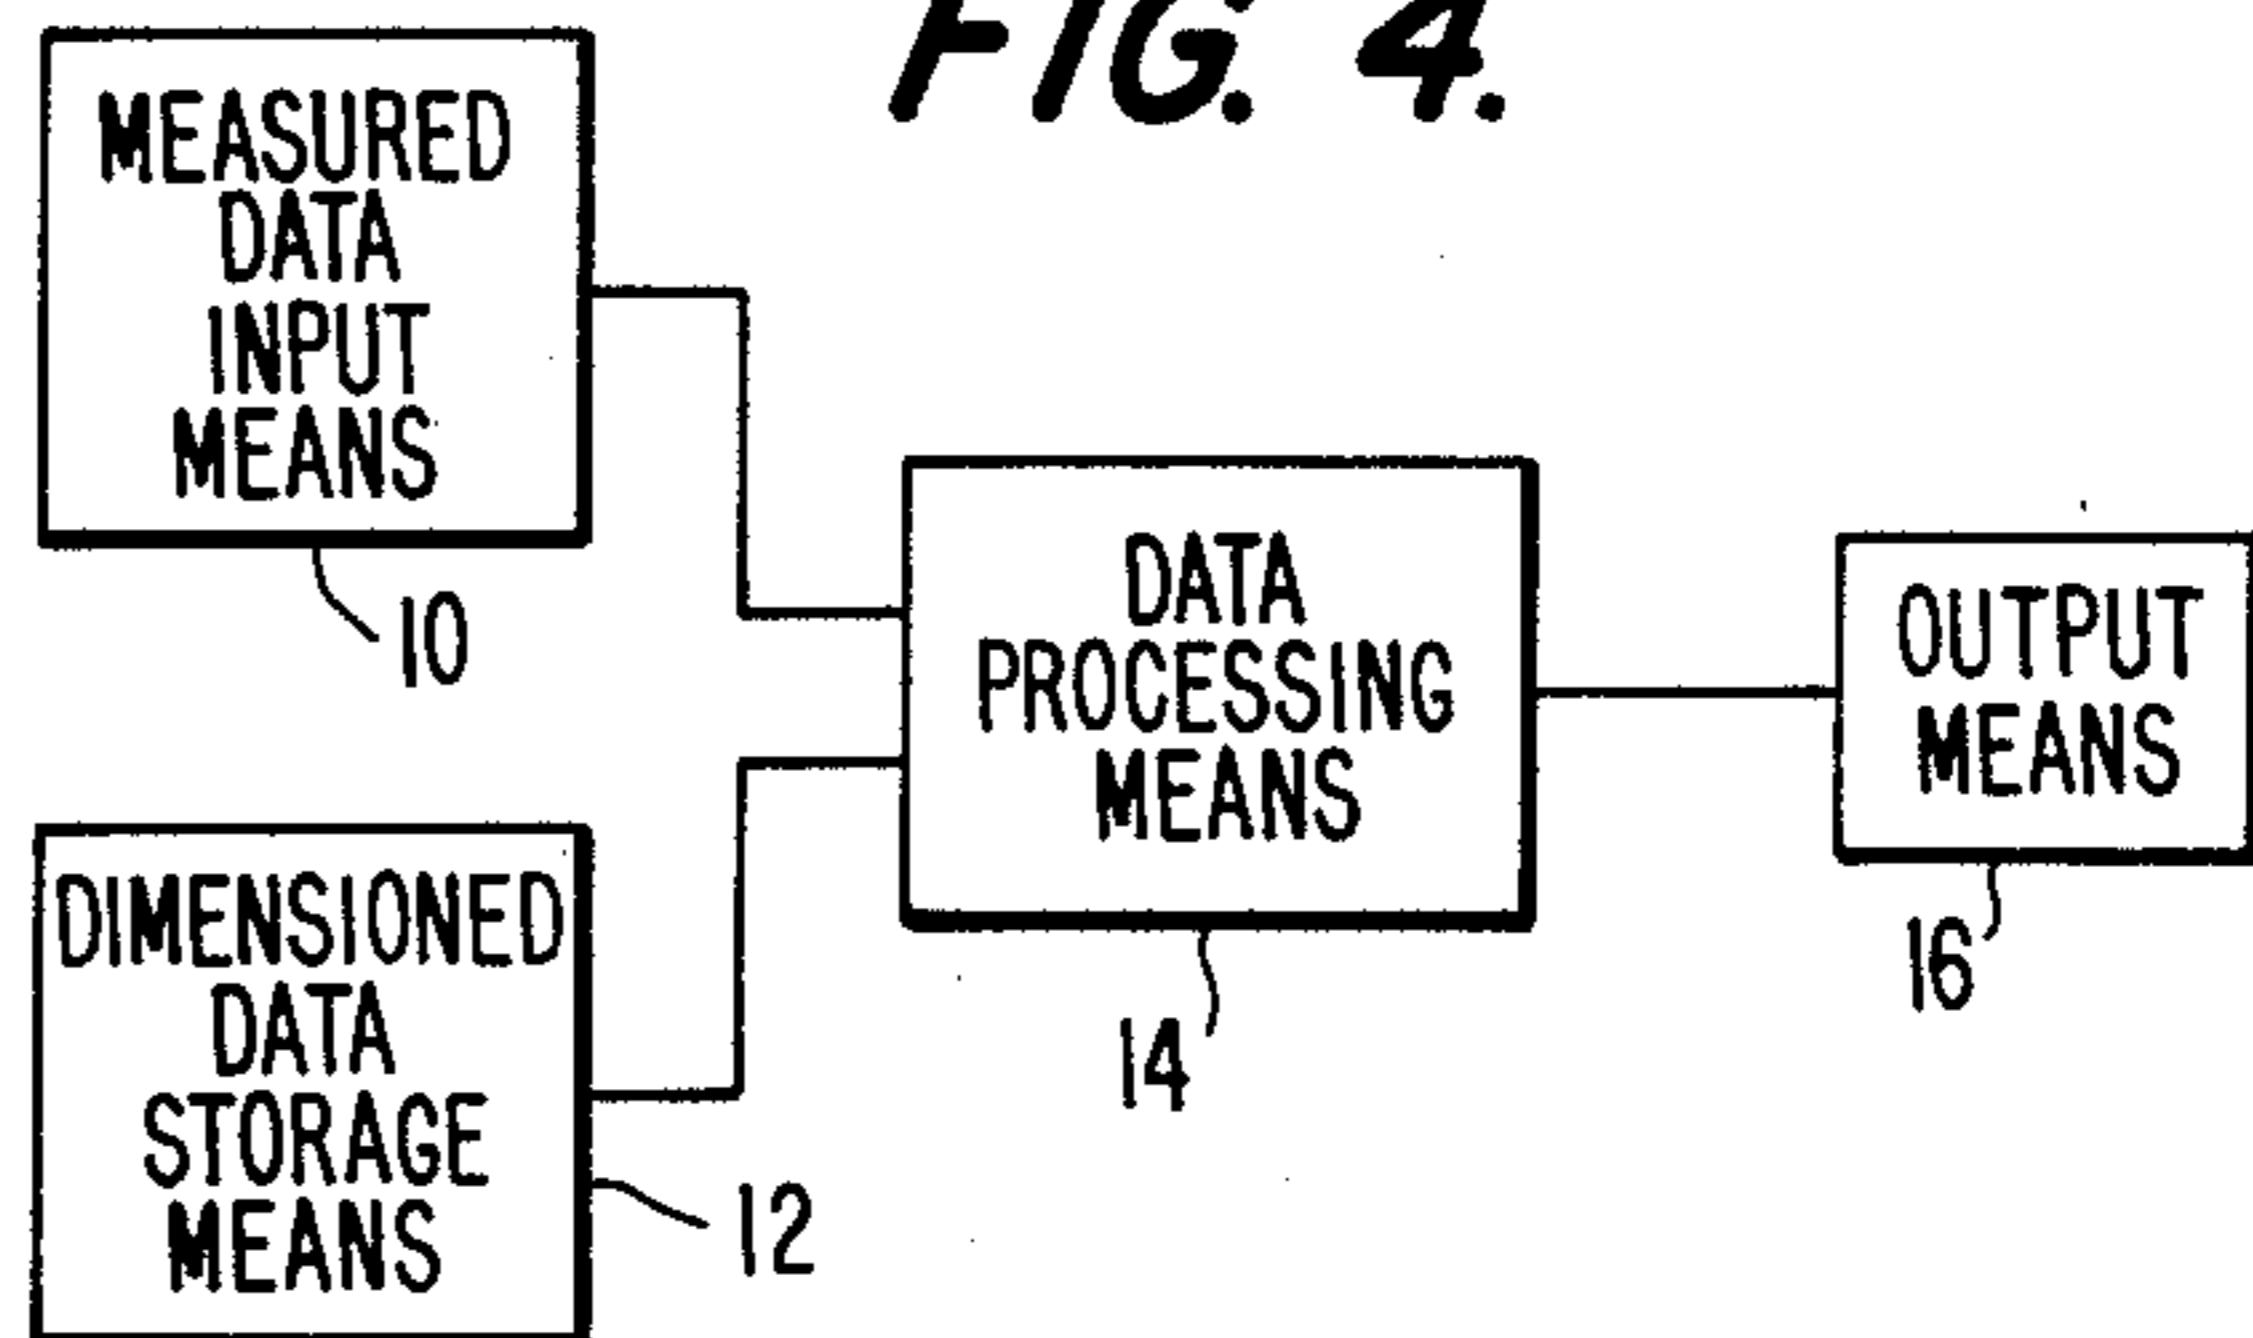 FIG. 4.
MEASURED
DATA
INPUT
MEANS
10
DATA
PROCESSING
MEANS
14
OUTPUT
MEANS
16
DIMENSIONED
DATA
STORAGE
MEANS
12